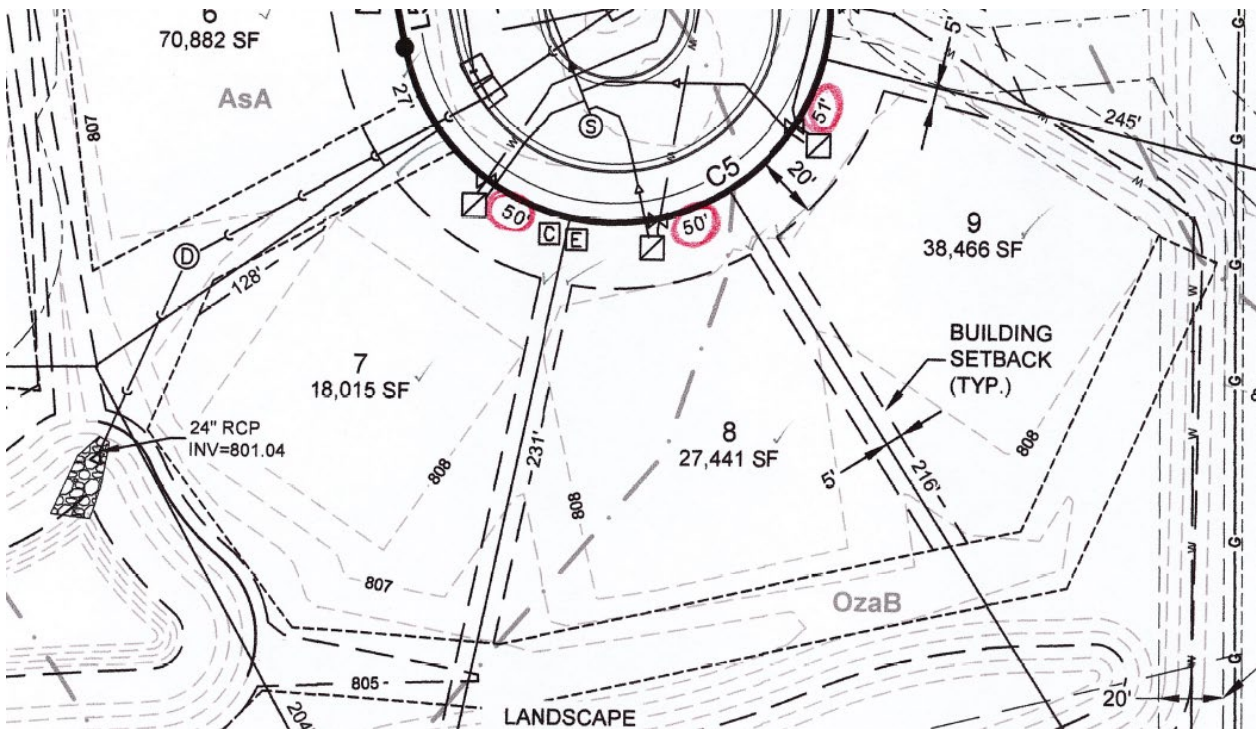 6
70,882 SF
AsA
807
27'
S
50'
C
E
50'
C5
51'
20'
5'
245'
G
W
9
38,466 SF
D
128'
7
18,015 SF
24" RCP
INV=801.04
808
807
231'
808
8
27,441 SF
5'
216'
BUILDING
SETBACK
(TYP.)
808
OzaB
805
204
LANDSCAPE
20'